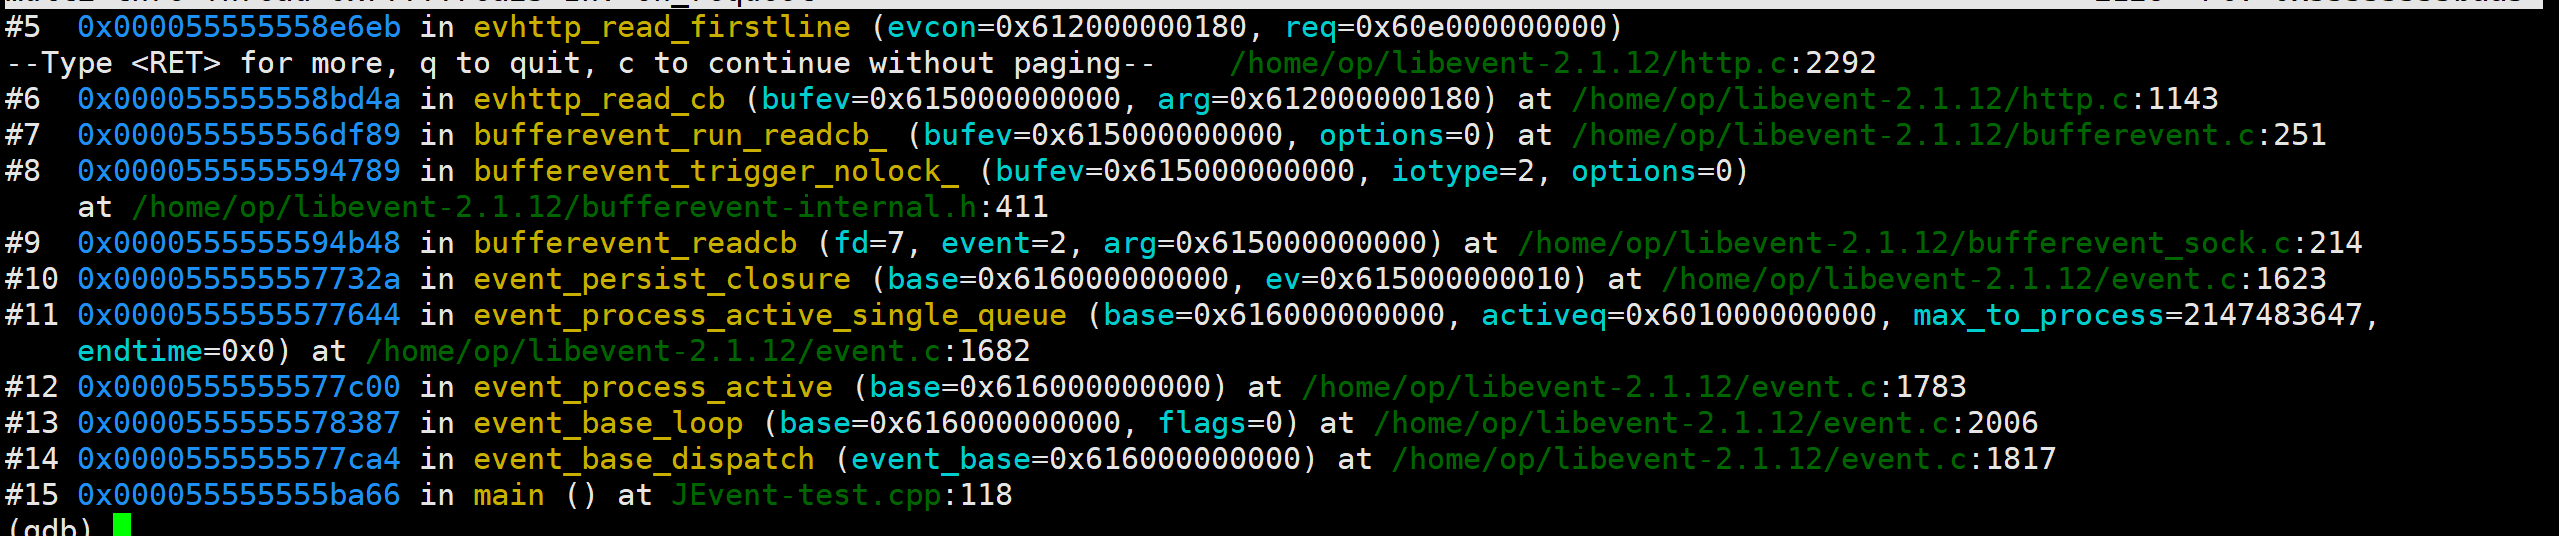 #5  0x000055555558e6eb in evhttp_read_firstline (evcon=0x612000000180, req=0x60e000000000)
--Type <RET> for more, q to quit, c to continue without paging--    /home/op/libevent-2.1.12/http.c:2292
#6  0x000055555558bd4a in evhttp_read_cb (bufev=0x615000000000, arg=0x612000000180) at /home/op/libevent-2.1.12/http.c:1143
#7  0x000055555556df89 in bufferevent_run_readcb_ (bufev=0x615000000000, options=0) at /home/op/libevent-2.1.12/bufferevent.c:251
#8  0x0000555555594789 in bufferevent_trigger_nolock_ (bufev=0x615000000000, iotype=2, options=0)
    at /home/op/libevent-2.1.12/bufferevent-internal.h:411
#9  0x0000555555594b48 in bufferevent_readcb (fd=7, event=2, arg=0x615000000000) at /home/op/libevent-2.1.12/bufferevent_sock.c:214
#10 0x000055555557732a in event_persist_closure (base=0x616000000000, ev=0x615000000010) at /home/op/libevent-2.1.12/event.c:1623
#11 0x0000555555577644 in event_process_active_single_queue (base=0x616000000000, activeq=0x601000000000, max_to_process=2147483647,
    endtime=0x0) at /home/op/libevent-2.1.12/event.c:1682
#12 0x0000555555577c00 in event_process_active (base=0x616000000000) at /home/op/libevent-2.1.12/event.c:1783
#13 0x0000555555578387 in event_base_loop (base=0x616000000000, flags=0) at /home/op/libevent-2.1.12/event.c:2006
#14 0x0000555555577ca4 in event_base_dispatch (event_base=0x616000000000) at /home/op/libevent-2.1.12/event.c:1817
#15 0x000055555555ba66 in main () at JEvent-test.cpp:118
(gdb)